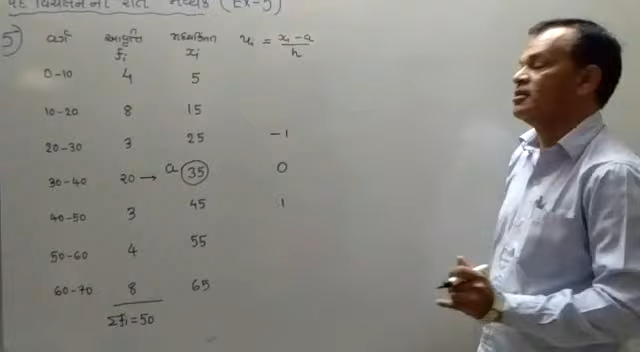 પદ વિચલનની રીત મધ્યક (Ex-5)
5) વર્ગ આવૃત્તિ fi મધ્યકિંમત xi ui = xi - a / h
0-10 4 5
10-20 8 15
20-30 3 25 -1
30-40 20 → a 35 0
40-50 3 45 1
50-60 4 55
60-70 8 65
Σfi = 50